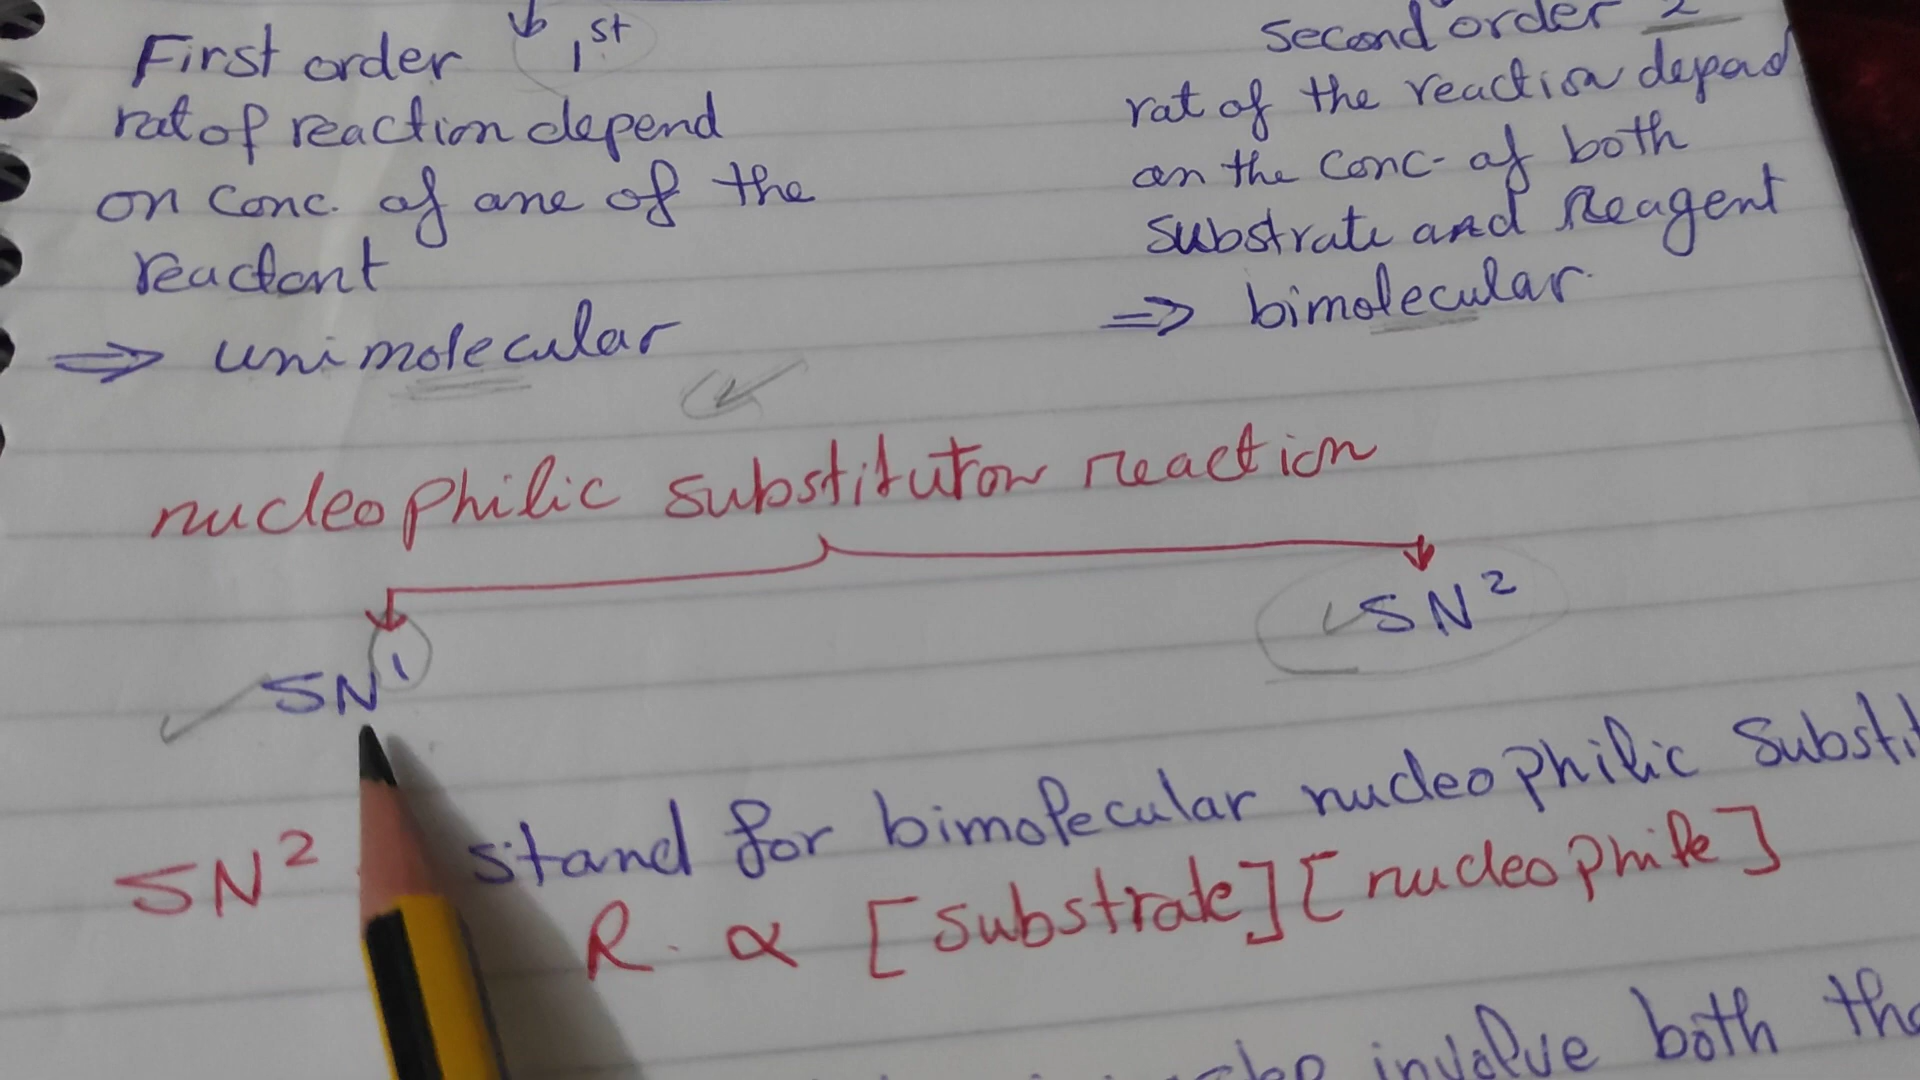 First order 1st
rat of reaction depend
on conc. of one of the
reactant
⇒ unimolecular
second order 2
rat of the reaction depend
on the conc. of both
substrate and Reagent
⇒ bimolecular.
nucleophilic substitution reaction
SN1
SN2
SN2 stand for bimolecular nucleophilic Substit
R ∝ [substrate][nucleophile]
involve both the